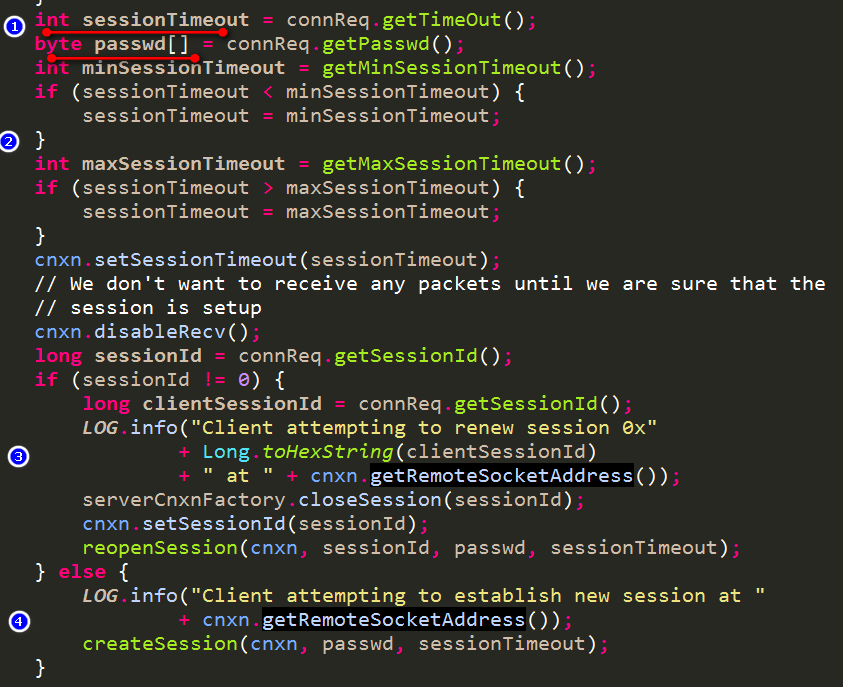 }
① int sessionTimeout = connReq.getTimeOut();
byte passwd[] = connReq.getPasswd();
int minSessionTimeout = getMinSessionTimeout();
if (sessionTimeout < minSessionTimeout) {
    sessionTimeout = minSessionTimeout;
② }
int maxSessionTimeout = getMaxSessionTimeout();
if (sessionTimeout > maxSessionTimeout) {
    sessionTimeout = maxSessionTimeout;
}
cnxn.setSessionTimeout(sessionTimeout);
// We don't want to receive any packets until we are sure that the
// session is setup
cnxn.disableRecv();
long sessionId = connReq.getSessionId();
if (sessionId != 0) {
    long clientSessionId = connReq.getSessionId();
    LOG.info("Client attempting to renew session 0x"
③             + Long.toHexString(clientSessionId)
            + " at " + cnxn.getRemoteSocketAddress());
    serverCnxnFactory.closeSession(sessionId);
    cnxn.setSessionId(sessionId);
    reopenSession(cnxn, sessionId, passwd, sessionTimeout);
} else {
    LOG.info("Client attempting to establish new session at "
④             + cnxn.getRemoteSocketAddress());
    createSession(cnxn, passwd, sessionTimeout);
}